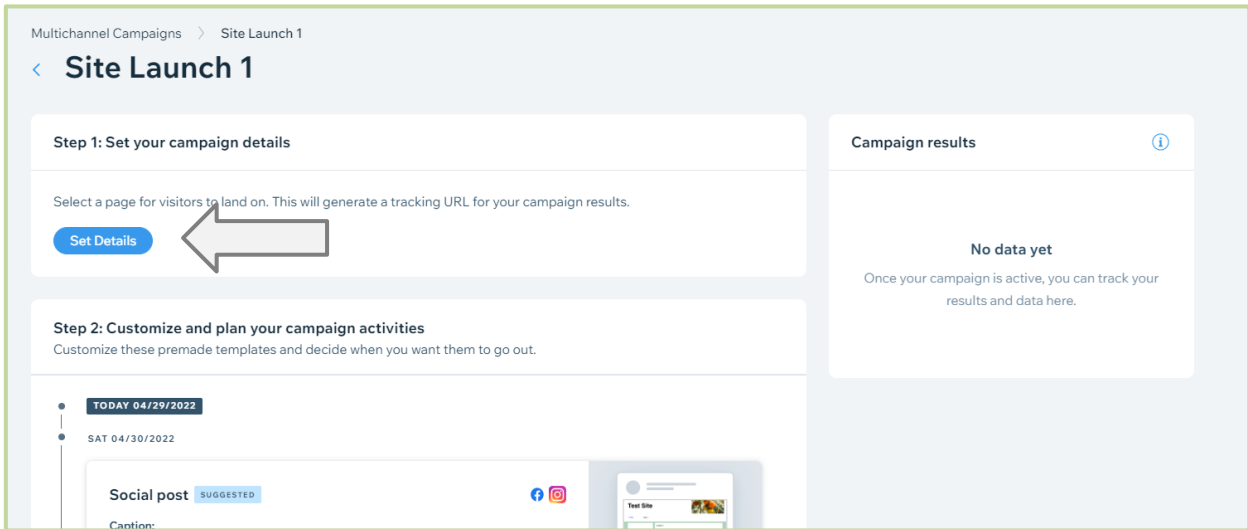 Multichannel Campaigns > Site Launch 1
< Site Launch 1
Step 1: Set your campaign details
Select a page for visitors to land on. This will generate a tracking URL for your campaign results.
Set Details
Campaign results
No data yet
Once your campaign is active, you can track your
results and data here.
Step 2: Customize and plan your campaign activities
Customize these premade templates and decide when you want them to go out.
TODAY 04/29/2022
SAT 04/30/2022
Social post SUGGESTED
Caption:
Test Site